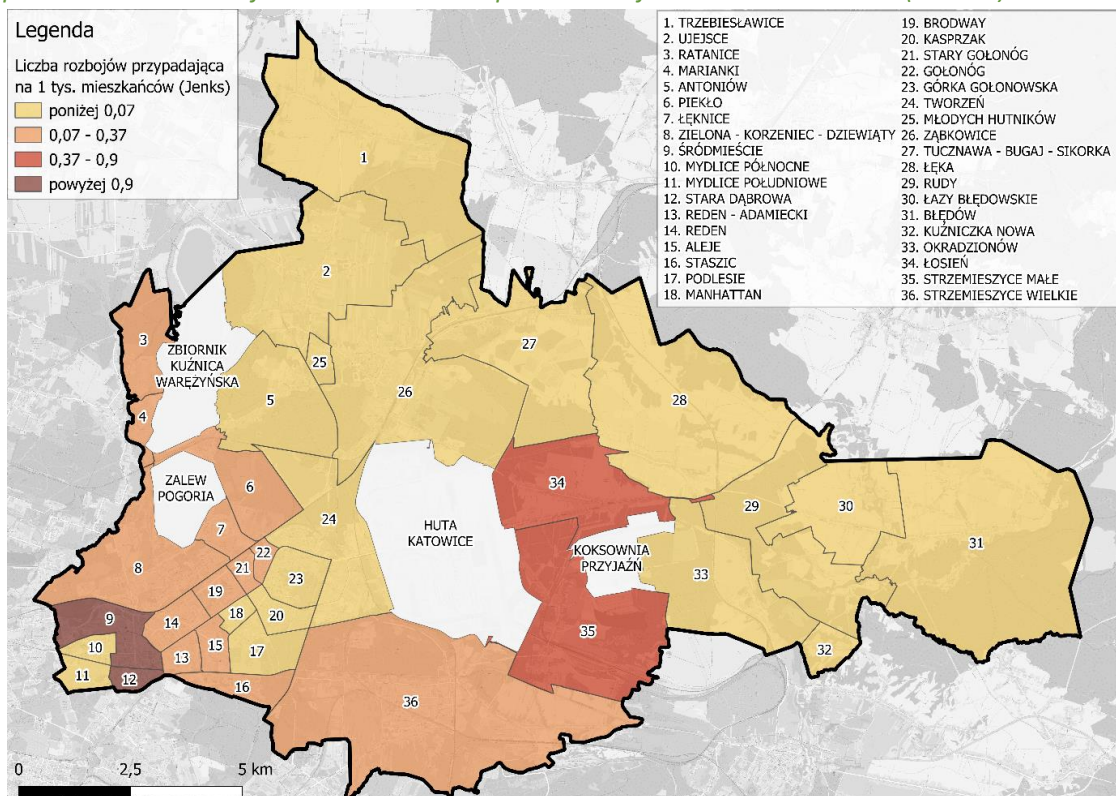 Legenda
Liczba rozbojów przypadająca
na 1 tys. mieszkańców (Jenks)
poniżej 0,07
0,07 - 0,37
0,37 - 0,9
powyżej 0,9
1. TRZEBIESŁAWICE
2. UJEJSCE
3. RATANICE
4. MARIANKI
5. ANTONIÓW
6. PIEKŁO
7. ŁĘKNICE
8. ZIELONA - KORZENIEC - DZIEWIĄTY
9. ŚRÓDMIEŚCIE
10. MYDLICE PÓŁNOCNE
11. MYDLICE POŁUDNIOWE
12. STARA DĄBROWA
13. REDEN - ADAMIECKI
14. REDEN
15. ALEJE
16. STASZIC
17. PODLESIE
18. MANHATTAN
19. BRODWAY
20. KASPRZAK
21. STARY GOŁONÓG
22. GOŁONÓG
23. GÓRKA GOŁONOWSKA
24. TWORZEŃ
25. MŁODYCH HUTNIKÓW
26. ZĄBKOWICE
27. TUCZNAWA - BUGAJ - SIKORKA
28. ŁĘKA
29. RUDY
30. ŁAZY BŁĘDOWSKIE
31. BŁĘDÓW
32. KUŹNICZKA NOWA
33. OKRADZIONÓW
34. ŁOSIEŃ
35. STRZEMIESZYCE MAŁE
36. STRZEMIESZYCE WIELKIE
1
2
3
ZBIORNIK
KUŹNICA
WARĘŻYŃSKA
25
27
26
5
28
4
ZALEW
POGORIA
6
34
7
24
HUTA
KATOWICE
29
30
31
KOKSOWNIA
PRZYJAŹŃ
8
22
21
23
33
19
18
20
9
14
35
10
15
17
13
32
11
12
16
36
0
2,5
5 km